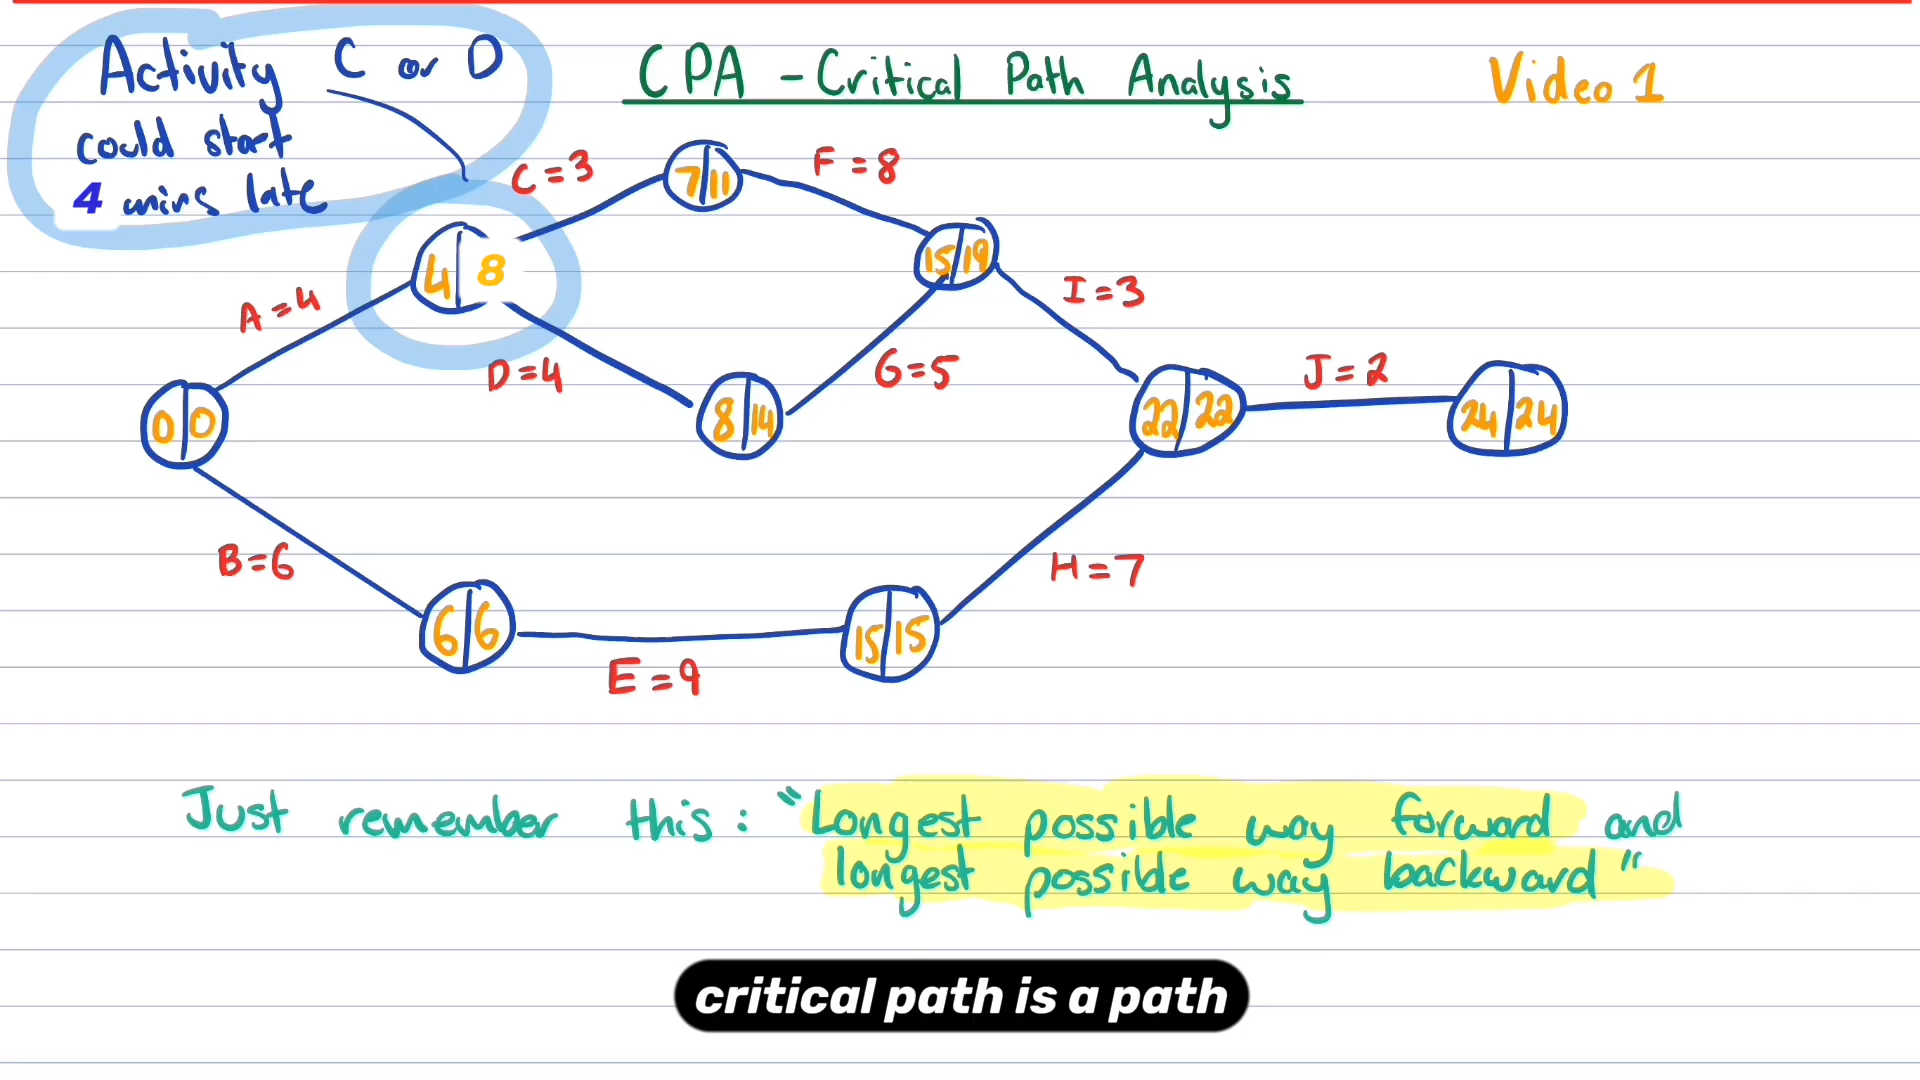 Activity C or D
could start
4 mins late
CPA - Critical Path Analysis
Video 1
C = 3
7 11
F = 8
4 8
15 19
A = 4
I = 3
D = 4
G = 5
J = 2
0 0
8 14
22 22
24 24
B = 6
H = 7
6 6
15 15
E = 9
Just remember this: "Longest possible way forward and
longest possible way backward"
critical path is a path